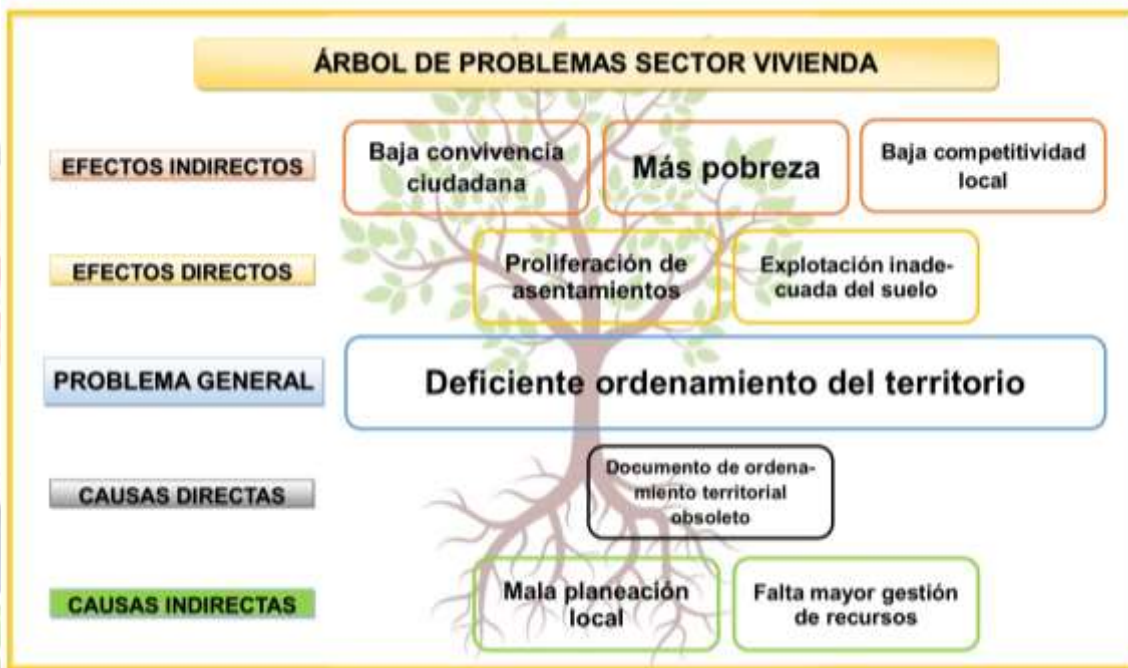 ÁRBOL DE PROBLEMAS SECTOR VIVIENDA
EFECTOS INDIRECTOS
Baja convivencia
ciudadana
Más pobreza
Baja competitividad
local
EFECTOS DIRECTOS
Proliferación de
asentamientos
Explotación inade-
cuada del suelo
PROBLEMA GENERAL
Deficiente ordenamiento del territorio
CAUSAS DIRECTAS
Documento de ordena-
miento territorial
obsoleto
CAUSAS INDIRECTAS
Mala planeación
local
Falta mayor gestión
de recursos